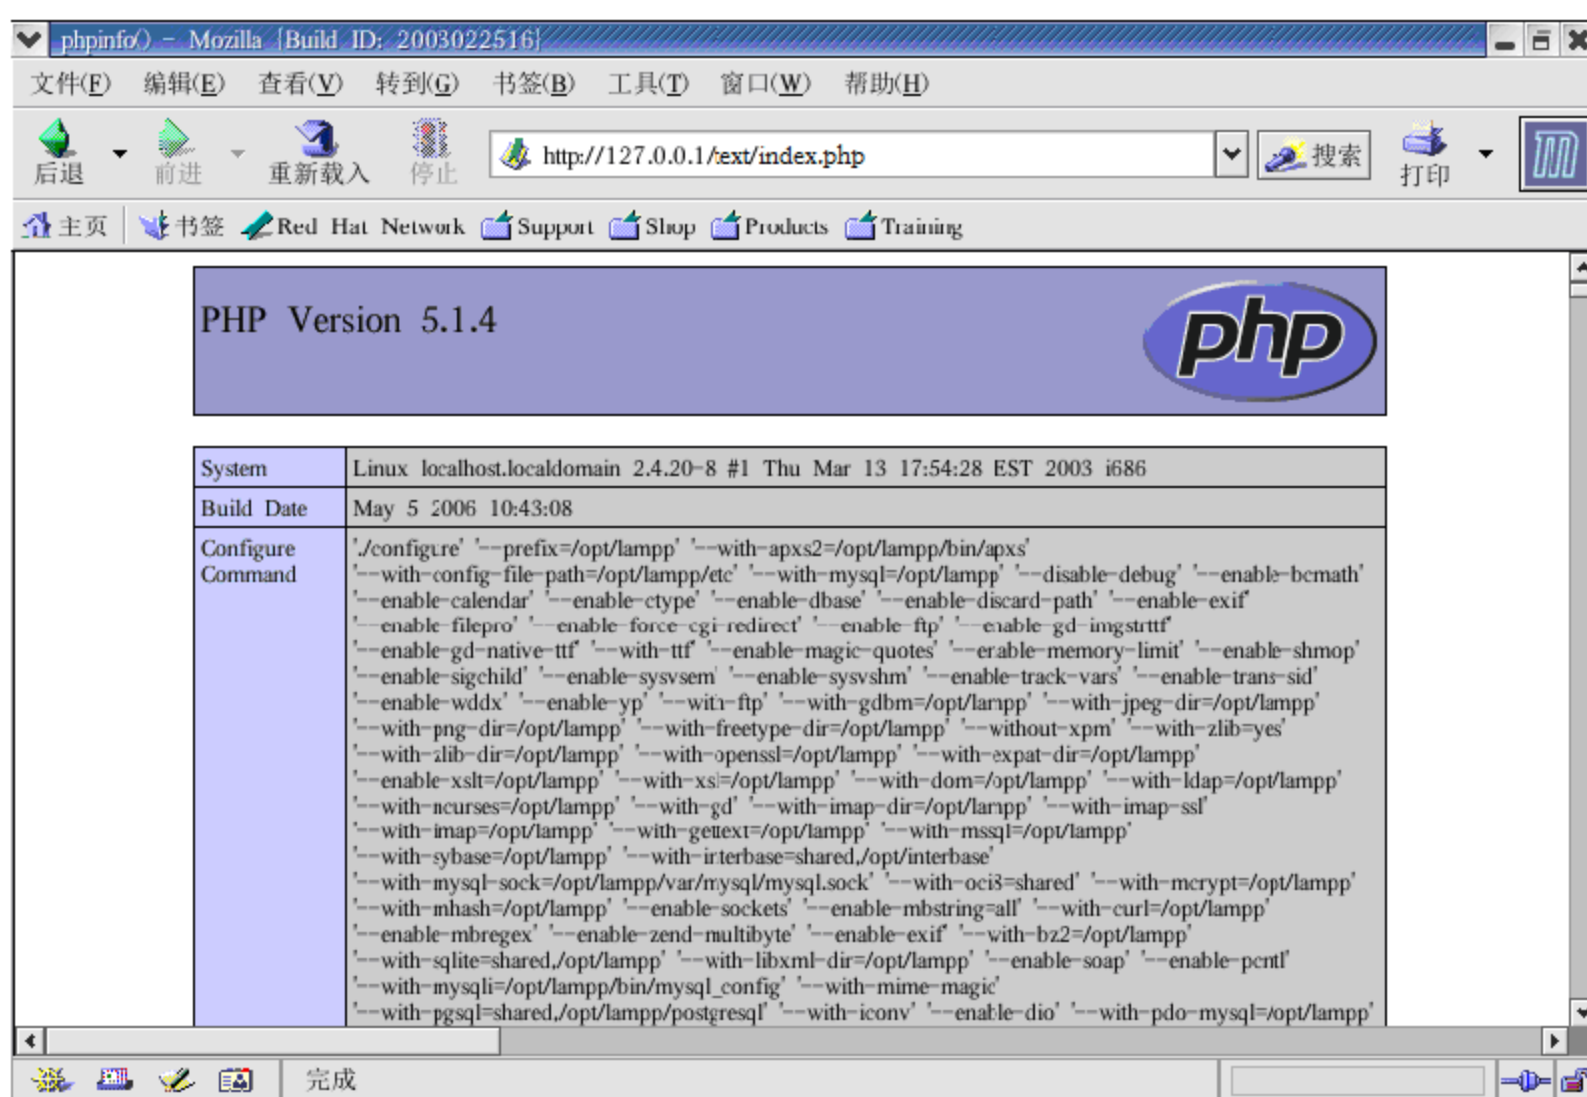 phpinfo() - Mozilla {Build ID: 2003022516}
文件(F) 编辑(E) 查看(V) 转到(G) 书签(B) 工具(T) 窗口(W) 帮助(H)
后退 前进 重新载入 停止 http://127.0.0.1/text/index.php 搜索 打印
主页 书签 Red Hat Network Support Shop Products Training
PHP Version 5.1.4 php
System Linux localhost.localdomain 2.4.20-8 #1 Thu Mar 13 17:54:28 EST 2003 i686
Build Date May 5 2006 10:43:08
Configure Command './configure' '--prefix=/opt/lampp' '--with-apxs2=/opt/lampp/bin/apxs'
'--with-config-file-path=/opt/lampp/etc' '--with-mysql=/opt/lampp' '--disable-debug' '--enable-bcmath'
'--enable-calendar' '--enable-ctype' '--enable-dbase' '--enable-discard-path' '--enable-exif'
'--enable-filepro' '--enable-force-cgi-redirect' '--enable-ftp' '--enable-gd-imgstrttf'
'--enable-gd-native-ttf' '--with-ttf' '--enable-magic-quotes' '--enable-memory-limit' '--enable-shmop'
'--enable-sigchild' '--enable-sysvsem' '--enable-sysvshm' '--enable-track-vars' '--enable-trans-sid'
'--enable-wddx' '--enable-yp' '--with-ftp' '--with-gdbm=/opt/lampp' '--with-jpeg-dir=/opt/lampp'
'--with-png-dir=/opt/lampp' '--with-freetype-dir=/opt/lampp' '--without-xpm' '--with-zlib=yes'
'--with-zlib-dir=/opt/lampp' '--with-openssl=/opt/lampp' '--with-expat-dir=/opt/lampp'
'--enable-xslt=/opt/lampp' '--with-xsl=/opt/lampp' '--with-dom=/opt/lampp' '--with-ldap=/opt/lampp'
'--with-ncurses=/opt/lampp' '--with-gd' '--with-imap-dir=/opt/lampp' '--with-imap-ssl'
'--with-imap=/opt/lampp' '--with-gettext=/opt/lampp' '--with-mssql=/opt/lampp'
'--with-sybase=/opt/lampp' '--with-interbase=shared,/opt/interbase'
'--with-mysql-sock=/opt/lampp/var/mysql/mysql.sock' '--with-oci8=shared' '--with-mcrypt=/opt/lampp'
'--with-mhash=/opt/lampp' '--enable-sockets' '--enable-mbstring=all' '--with-curl=/opt/lampp'
'--enable-mbregex' '--enable-zend-multibyte' '--enable-exif' '--with-bz2=/opt/lampp'
'--with-sqlite=shared,/opt/lampp' '--with-libxml-dir=/opt/lampp' '--enable-soap' '--enable-pcntl'
'--with-mysqli=/opt/lampp/bin/mysql_config' '--with-mime-magic'
'--with-pgsql=shared,/opt/lampp/postgresql' '--with-iconv' '--enable-dio' '--with-pdo-mysql=/opt/lampp'
完成